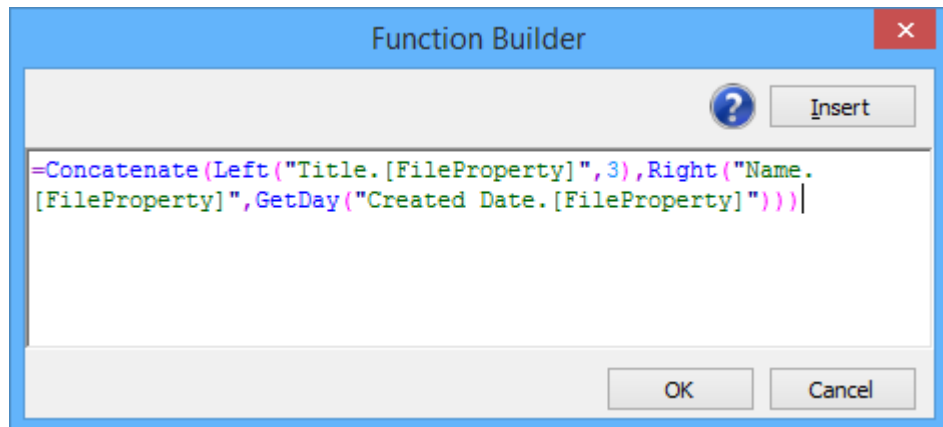 Function Builder
Insert
=Concatenate(Left("Title.[FileProperty]",3),Right("Name.
[FileProperty]",GetDay("Created Date.[FileProperty]")))
OK
Cancel